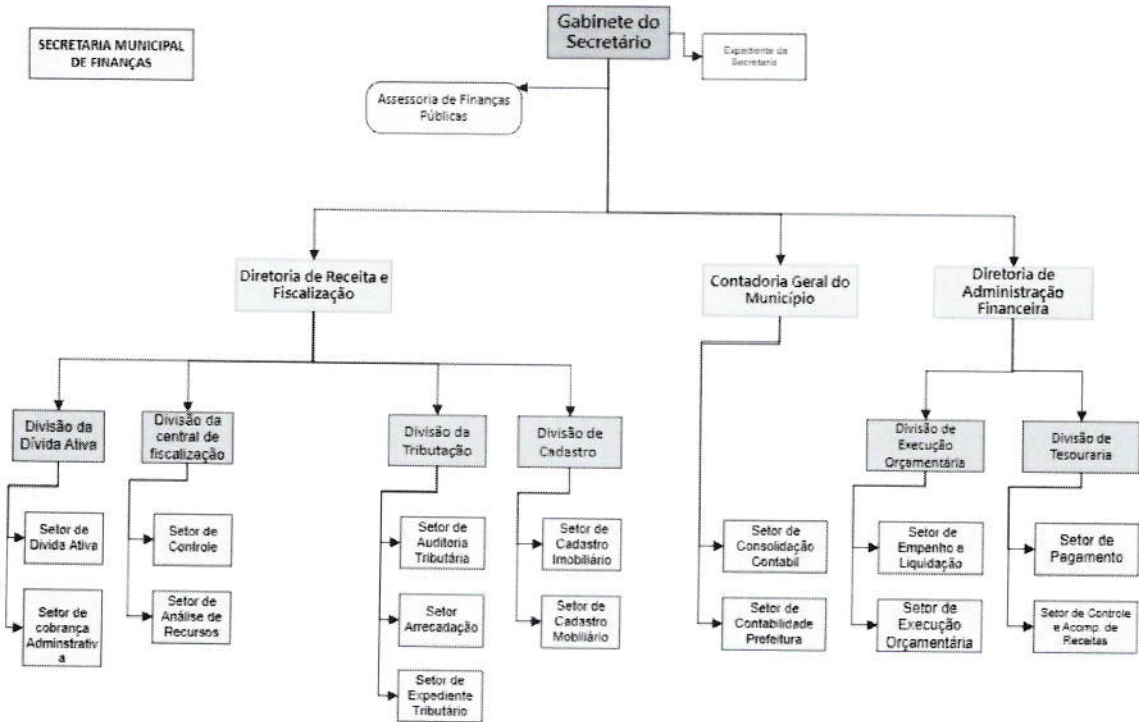 SECRETARIA MUNICIPAL
DE FINANÇAS
Gabinete do
Secretário
Expediente da
Secretaria
Assessoria de Finanças
Públicas
Diretoria de Receita e
Fiscalização
Contadoria Geral do
Município
Diretoria de
Administração
Financeira
Divisão da
Dívida Ativa
Divisão da
central de
fiscalização
Divisão da
Tributação
Divisão de
Cadastro
Divisão de
Execução
Orçamentária
Divisão de
Tesouraria
Setor de
Divida Ativa
Setor de
Controle
Setor de
Auditoria
Tributária
Setor de
Cadastro
Imobiliário
Setor de
Consolidação
Contabil
Setor de
Empenho e
Liquidação
Setor de
Pagamento
Setor de
cobrança
Adminstrativ
a
Setor de
Análise de
Recursos
Setor
Arrecadação
Setor de
Cadastro
Mobiliário
Setor de
Contabilidade
Prefeitura
Setor de
Execução
Orçamentária
Setor de Controle
e Acomp. de
Receitas
Setor de
Expediente
Tributário